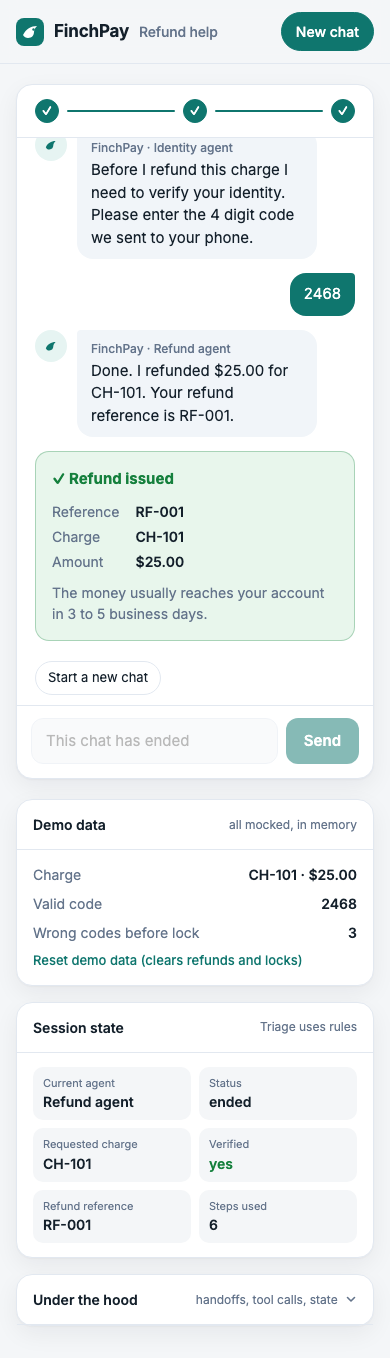 FinchPay Refund help New chat
FinchPay · Identity agent
Before I refund this charge I
need to verify your identity.
Please enter the 4 digit code
we sent to your phone.
2468
FinchPay · Refund agent
Done. I refunded $25.00 for
CH-101. Your refund
reference is RF-001.
✓ Refund issued
Reference RF-001
Charge CH-101
Amount $25.00
The money usually reaches your account
in 3 to 5 business days.
Start a new chat
This chat has ended Send
Demo data all mocked, in memory
Charge CH-101 · $25.00
Valid code 2468
Wrong codes before lock 3
Reset demo data (clears refunds and locks)
Session state Triage uses rules
Current agent Status
Refund agent ended
Requested charge Verified
CH-101 yes
Refund reference Steps used
RF-001 6
Under the hood handoffs, tool calls, state